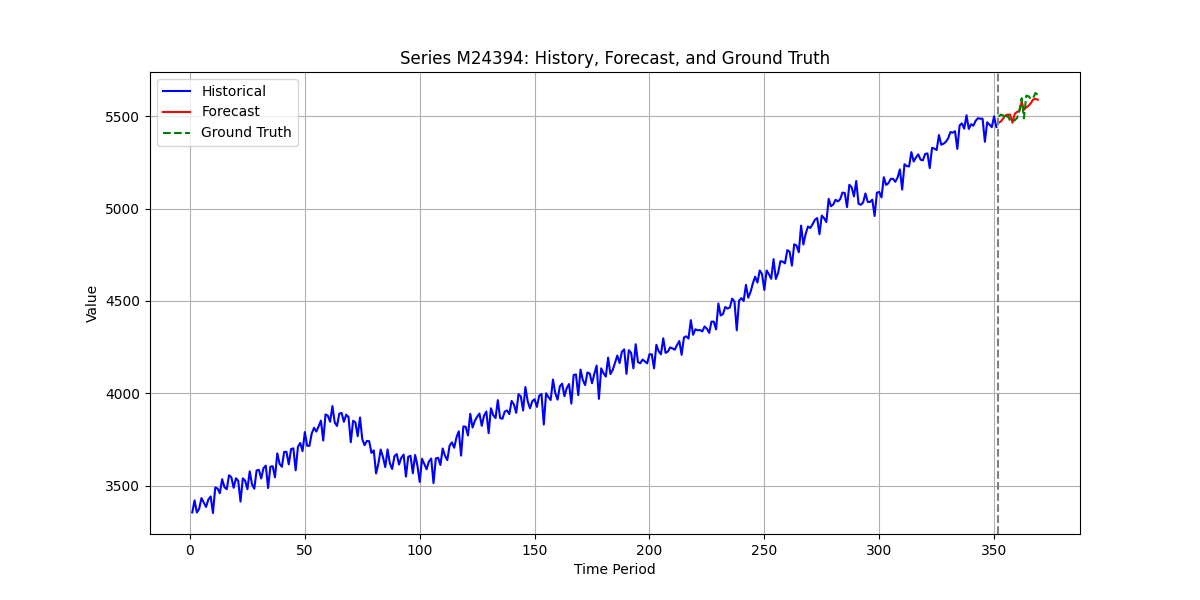 Series M24394: History, Forecast, and Ground Truth
Historical
Forecast
Ground Truth
5500
5000
4500
4000
3500
Value
0 50 100 150 200 250 300 350
Time Period